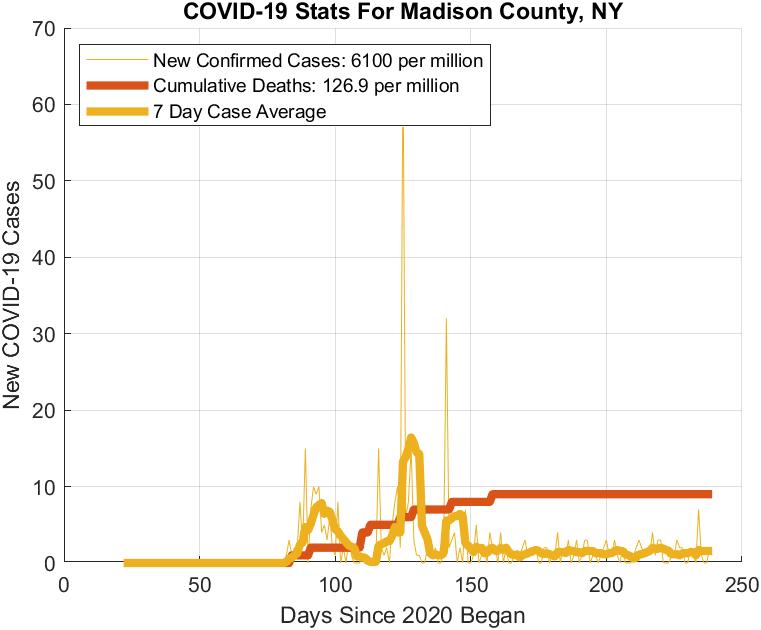 COVID-19 Stats For Madison County, NY
70
New Confirmed Cases: 6100 per million
Cumulative Deaths: 126.9 per million
7 Day Case Average
60
50
40
30
20
10
0
New COVID-19 Cases
0 50 100 150 200 250
Days Since 2020 Began